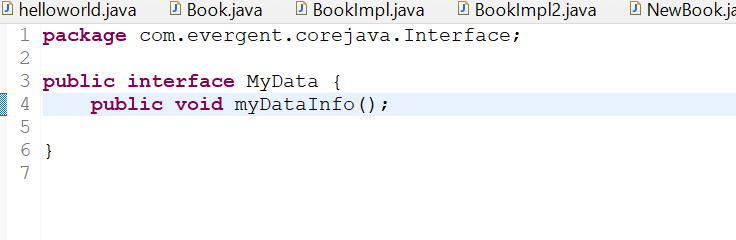 helloworld.java Book.java BookImpl.java BookImpl2.java NewBook.ja
1 package com.evergent.corejava.Interface;
2
3 public interface MyData {
4 public void myDataInfo();
5
6 }
7